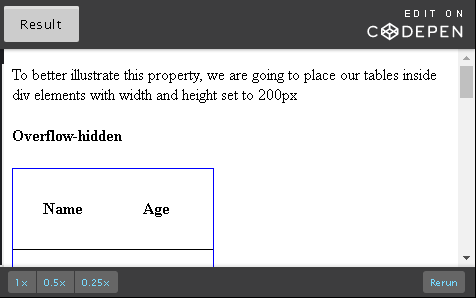 Result
EDIT ON
CODEPEN
To better illustrate this property, we are going to place our tables inside
div elements with width and height set to 200px
Overflow-hidden
Name Age
1× 0.5× 0.25× Rerun